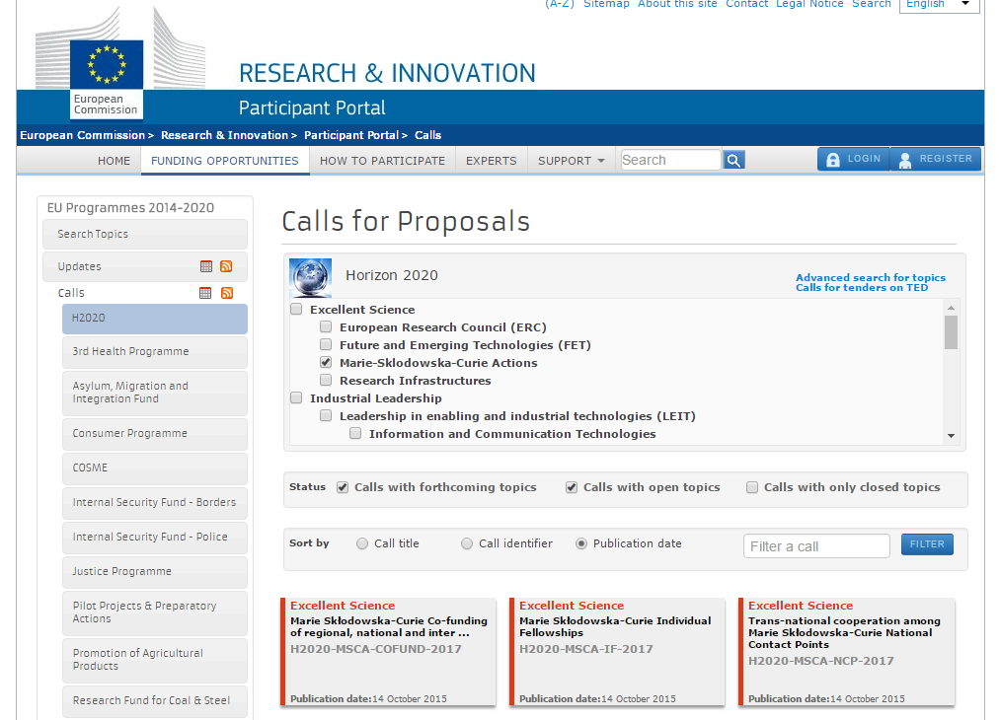 (A-Z) Sitemap About this site Contact Legal Notice Search English
European
Commission
RESEARCH & INNOVATION
Participant Portal
European Commission > Research & Innovation > Participant Portal > Calls
HOME FUNDING OPPORTUNITIES HOW TO PARTICIPATE EXPERTS SUPPORT Search LOGIN REGISTER
EU Programmes 2014-2020
Search Topics
Updates
Calls
H2020
3rd Health Programme
Asylum, Migration and
Integration Fund
Consumer Programme
COSME
Internal Security Fund - Borders
Internal Security Fund - Police
Justice Programme
Pilot Projects & Preparatory
Actions
Promotion of Agricultural
Products
Research Fund for Coal & Steel
Calls for Proposals
Horizon 2020
Advanced search for topics
Calls for tenders on TED
Excellent Science
European Research Council (ERC)
Future and Emerging Technologies (FET)
Marie-Sklodowska-Curie Actions
Research Infrastructures
Industrial Leadership
Leadership in enabling and industrial technologies (LEIT)
Information and Communication Technologies
Status Calls with forthcoming topics Calls with open topics Calls with only closed topics
Sort by Call title Call identifier Publication date Filter a call FILTER
Excellent Science
Marie Skłodowska-Curie Co-funding
of regional, national and inter ...
H2020-MSCA-COFUND-2017
Publication date:14 October 2015
Excellent Science
Marie Skłodowska-Curie Individual
Fellowships
H2020-MSCA-IF-2017
Publication date:14 October 2015
Excellent Science
Trans-national cooperation among
Marie Skłodowska-Curie National
Contact Points
H2020-MSCA-NCP-2017
Publication date:14 October 2015